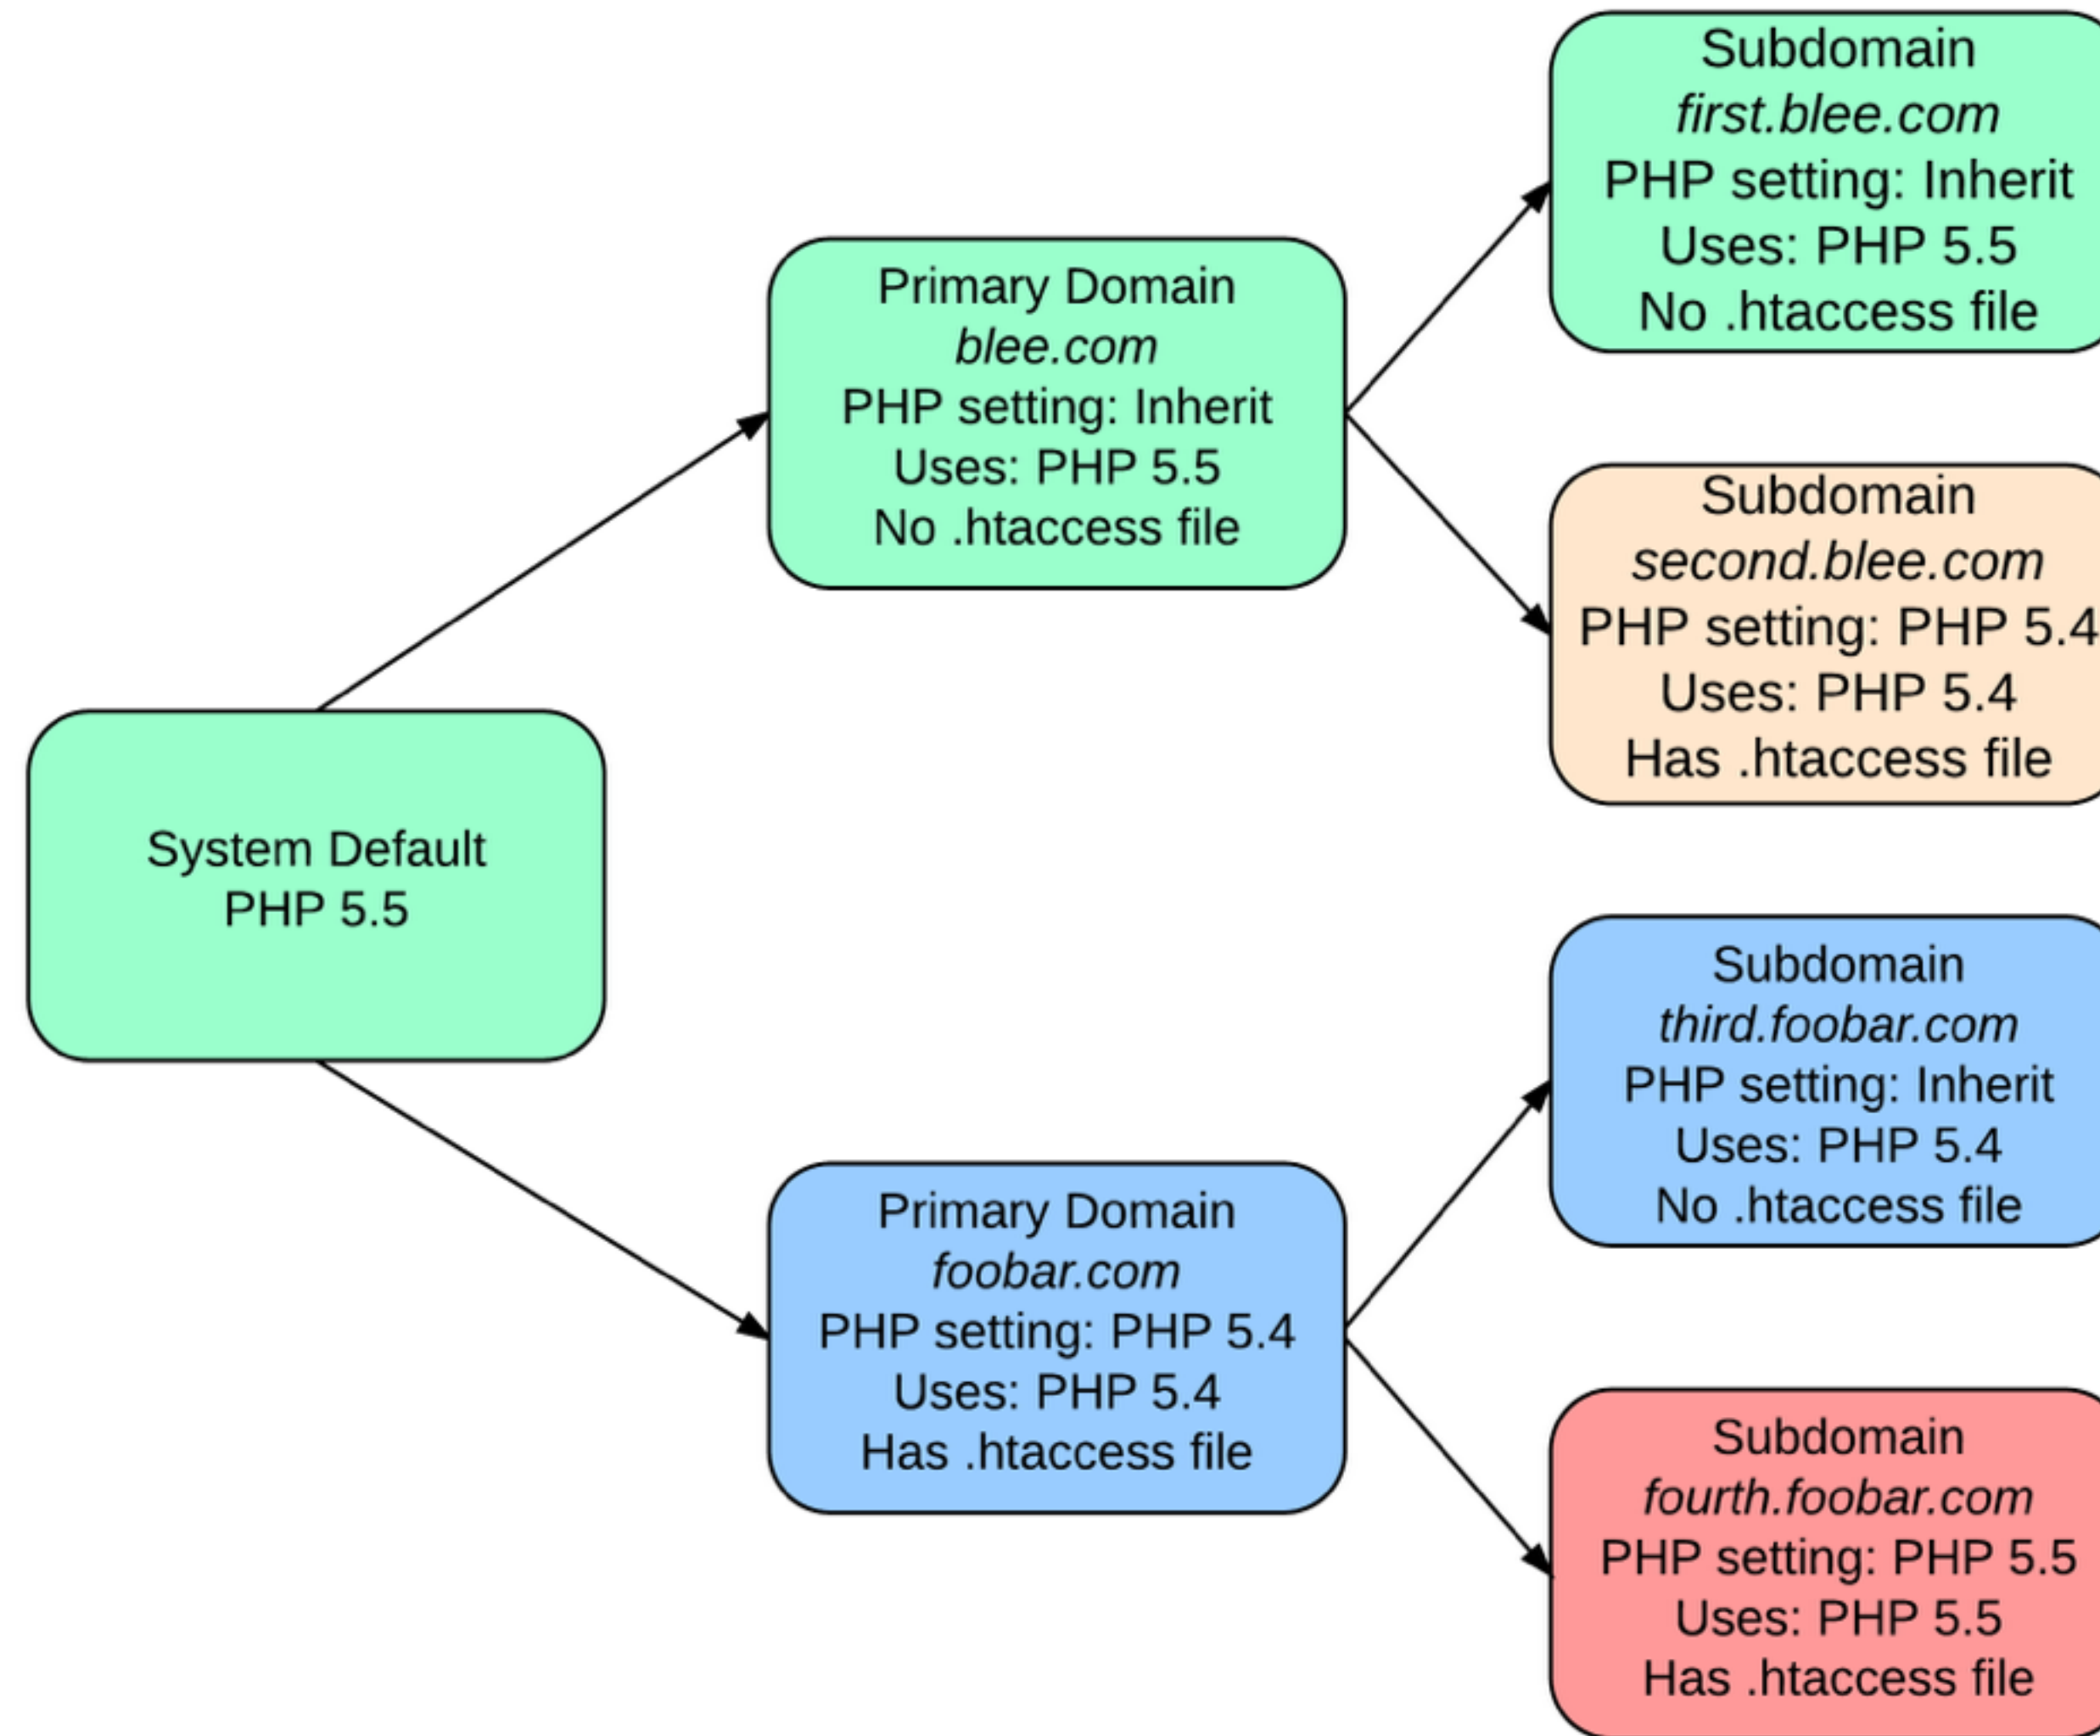 System Default
PHP 5.5
Primary Domain
blee.com
PHP setting: Inherit
Uses: PHP 5.5
No .htaccess file
Primary Domain
foobar.com
PHP setting: PHP 5.4
Uses: PHP 5.4
Has .htaccess file
Subdomain
first.blee.com
PHP setting: Inherit
Uses: PHP 5.5
No .htaccess file
Subdomain
second.blee.com
PHP setting: PHP 5.4
Uses: PHP 5.4
Has .htaccess file
Subdomain
third.foobar.com
PHP setting: Inherit
Uses: PHP 5.4
No .htaccess file
Subdomain
fourth.foobar.com
PHP setting: PHP 5.5
Uses: PHP 5.5
Has .htaccess file